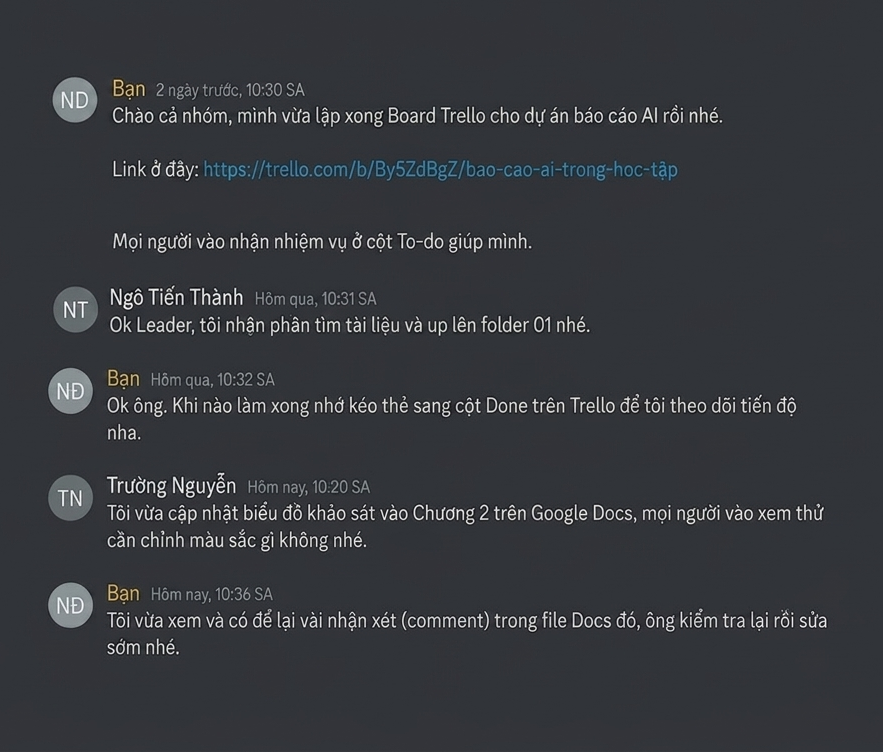 ND
Bạn 2 ngày trước, 10:30 SA
Chào cả nhóm, mình vừa lập xong Board Trello cho dự án báo cáo AI rồi nhé.
Link ở đây: https://trello.com/b/By5ZdBgZ/bao-cao-ai-trong-hoc-tập
Mọi người vào nhận nhiệm vụ ở cột To-do giúp mình.
NT
Ngô Tiến Thành Hôm qua, 10:31 SA
Ok Leader, tôi nhận phân tìm tài liệu và up lên folder 01 nhé.
NĐ
Bạn Hôm qua, 10:32 SA
Ok ông. Khi nào làm xong nhớ kéo thẻ sang cột Done trên Trello để tôi theo dõi tiến độ
nha.
TN
Trường Nguyễn Hôm nay, 10:20 SA
Tôi vừa cập nhật biểu đồ khảo sát vào Chương 2 trên Google Docs, mọi người vào xem thử
cần chỉnh màu sắc gì không nhé.
NĐ
Bạn Hôm nay, 10:36 SA
Tôi vừa xem và có để lại vài nhận xét (comment) trong file Docs đó, ông kiểm tra lại rồi sửa
sớm nhé.